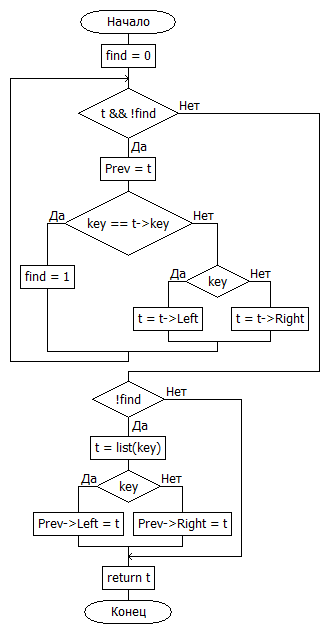 Начало
find = 0
t && !find
Нет
Да
Prev = t
Да
key == t->key
Нет
find = 1
Да
key
Нет
t = t->Left
t = t->Right
!find
Нет
Да
t = list(key)
Да
key
Нет
Prev->Left = t
Prev->Right = t
return t
Конец